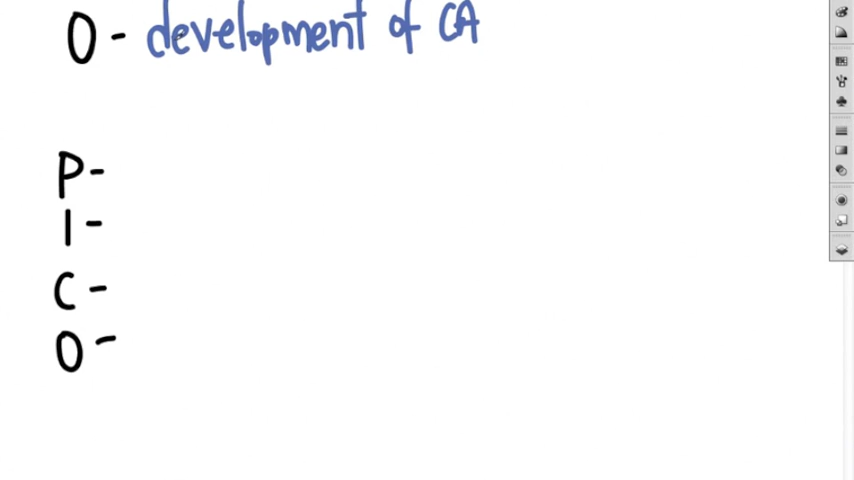 O - development of CA
P -
I -
C -
O -